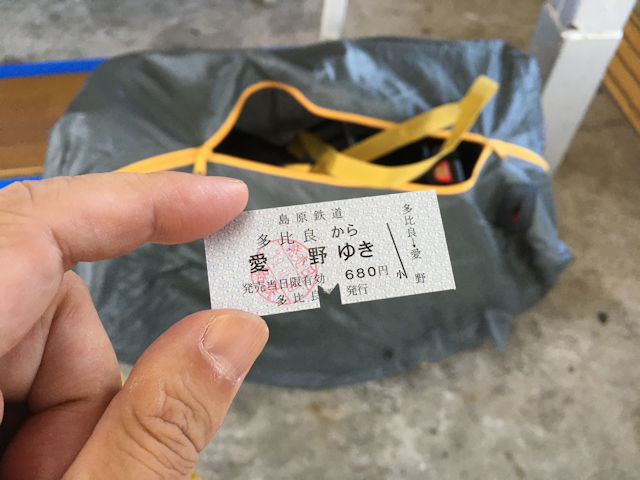 島原鉄道
多比良から
愛野ゆき
発売当日限有効 680円
多比良 発行
多比良→愛野
小